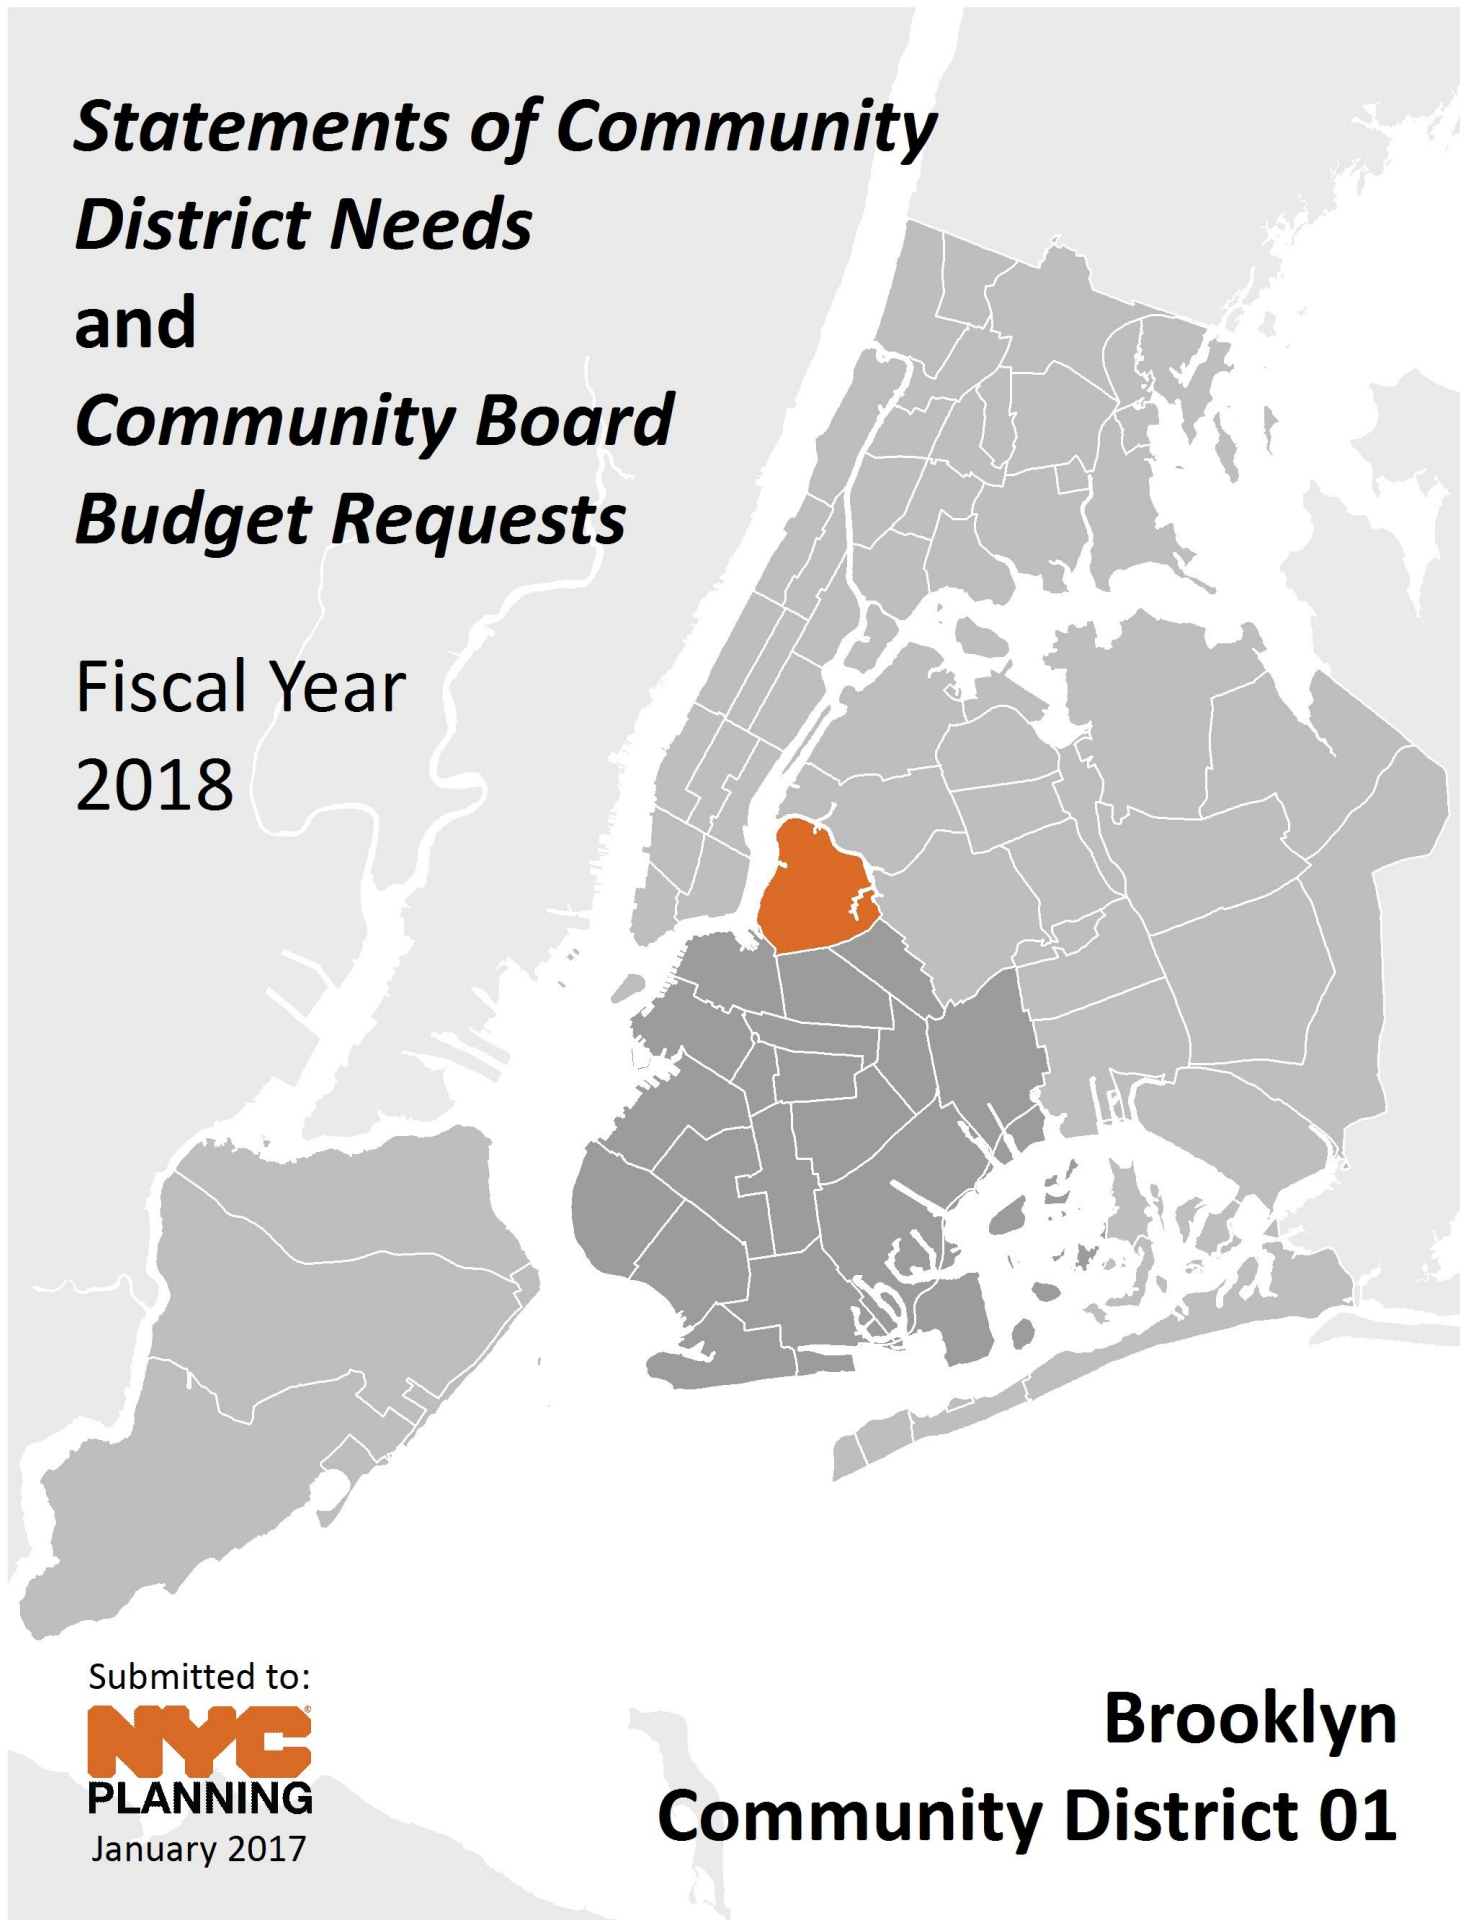 Statements of Community
District Needs
and
Community Board
Budget Requests
Fiscal Year
2018
Submitted to:
NYC®
PLANNING
January 2017
Brooklyn
Community District 01